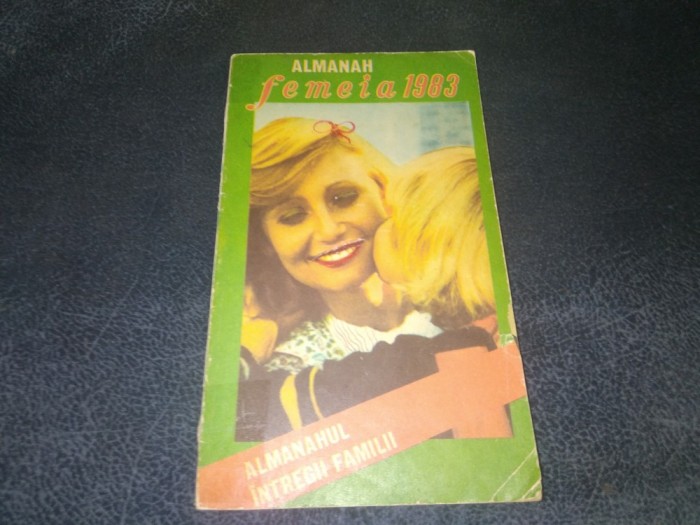 ALMANAH
femeia 1983
ALMANAHUL
ÎNTREGII FAMILII